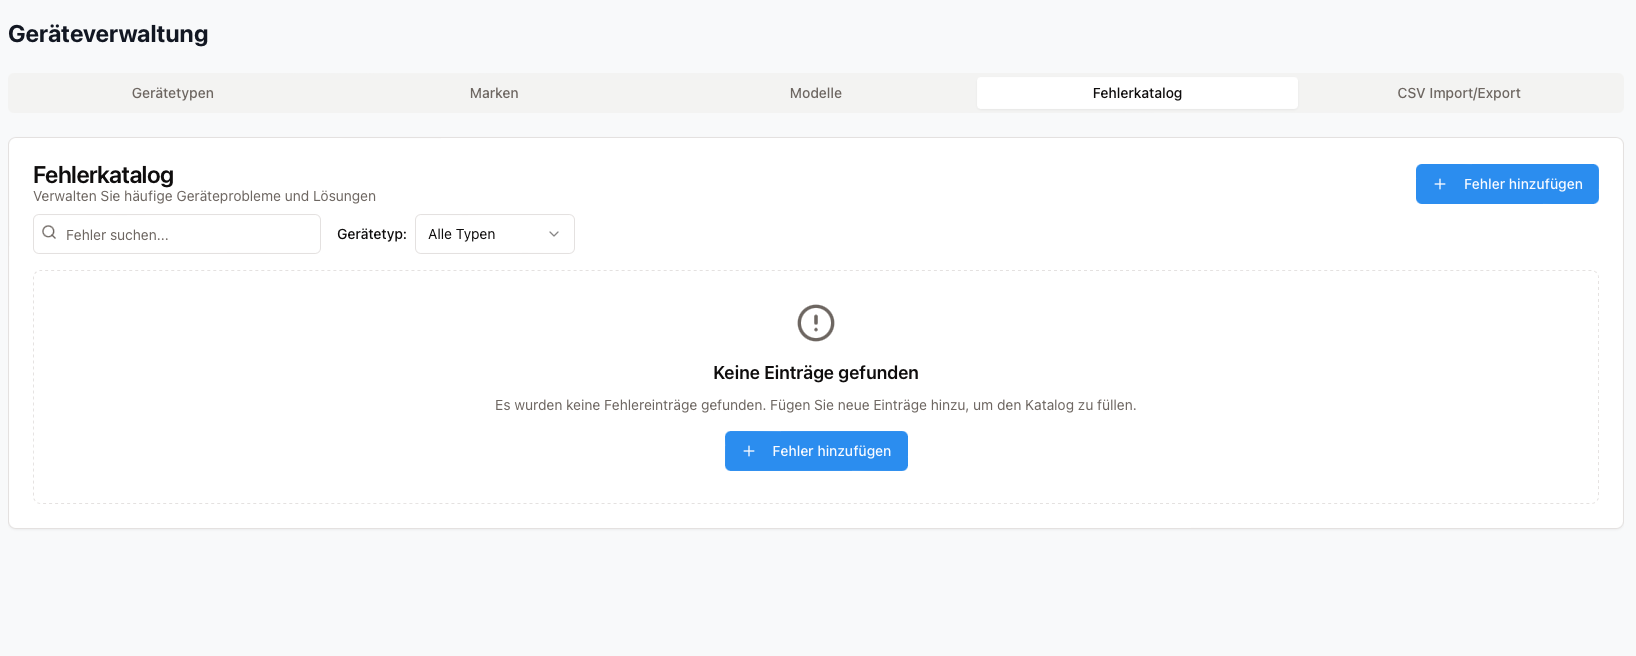 Geräteverwaltung
Gerätetypen Marken Modelle Fehlerkatalog CSV Import/Export
Fehlerkatalog
Verwalten Sie häufige Geräteprobleme und Lösungen
Fehler hinzufügen
Fehler suchen... Gerätetyp: Alle Typen
Keine Einträge gefunden
Es wurden keine Fehlereinträge gefunden. Fügen Sie neue Einträge hinzu, um den Katalog zu füllen.
Fehler hinzufügen